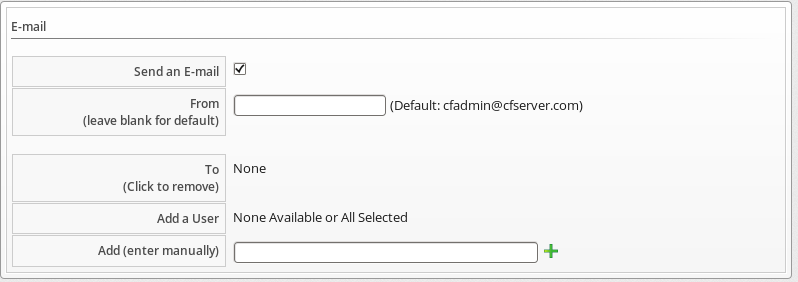 E-mail
Send an E-mail
From
(leave blank for default)
(Default: cfadmin@cfserver.com)
To
(Click to remove)
None
Add a User
None Available or All Selected
Add (enter manually)